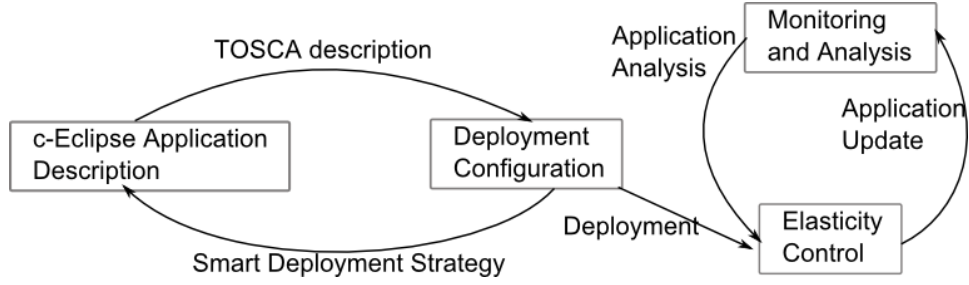 TOSCA description
c-Eclipse Application
Description
Deployment
Configuration
Smart Deployment Strategy
Deployment
Application
Analysis
Monitoring
and Analysis
Application
Update
Elasticity
Control